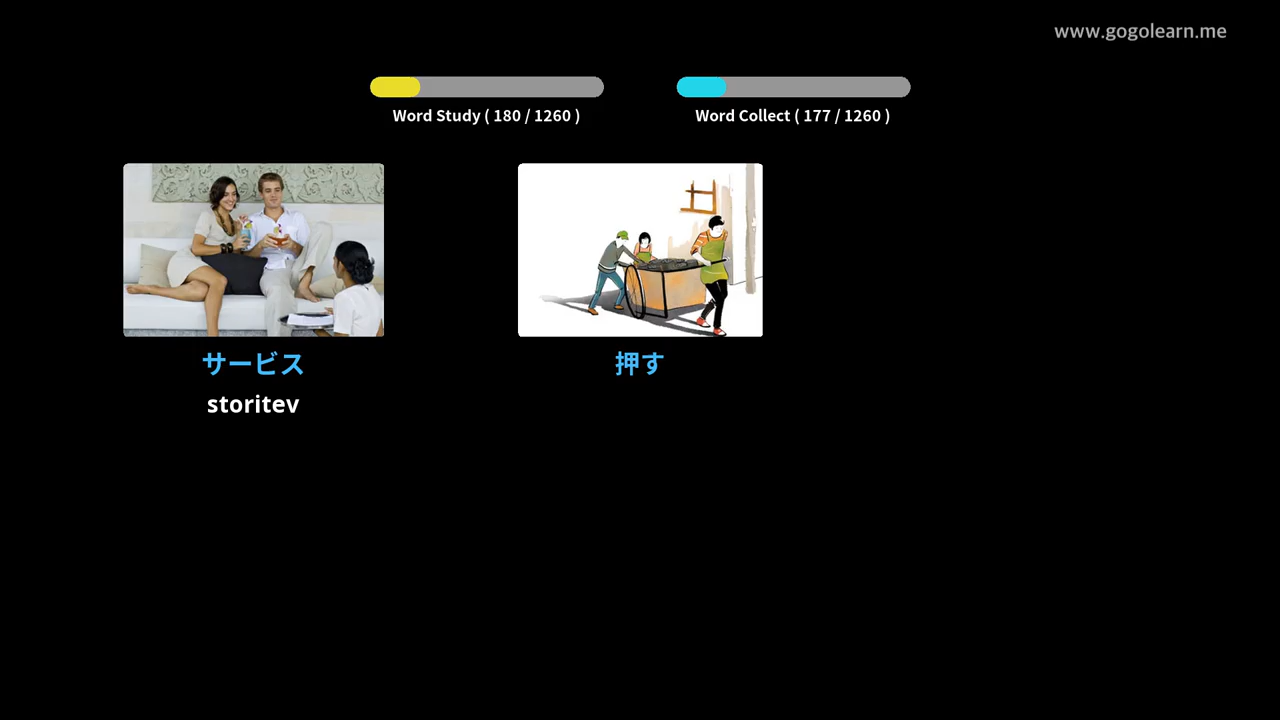 www.gogolearn.me
Word Study ( 180 / 1260 )
Word Collect ( 177 / 1260 )
サービス
押す
storitev